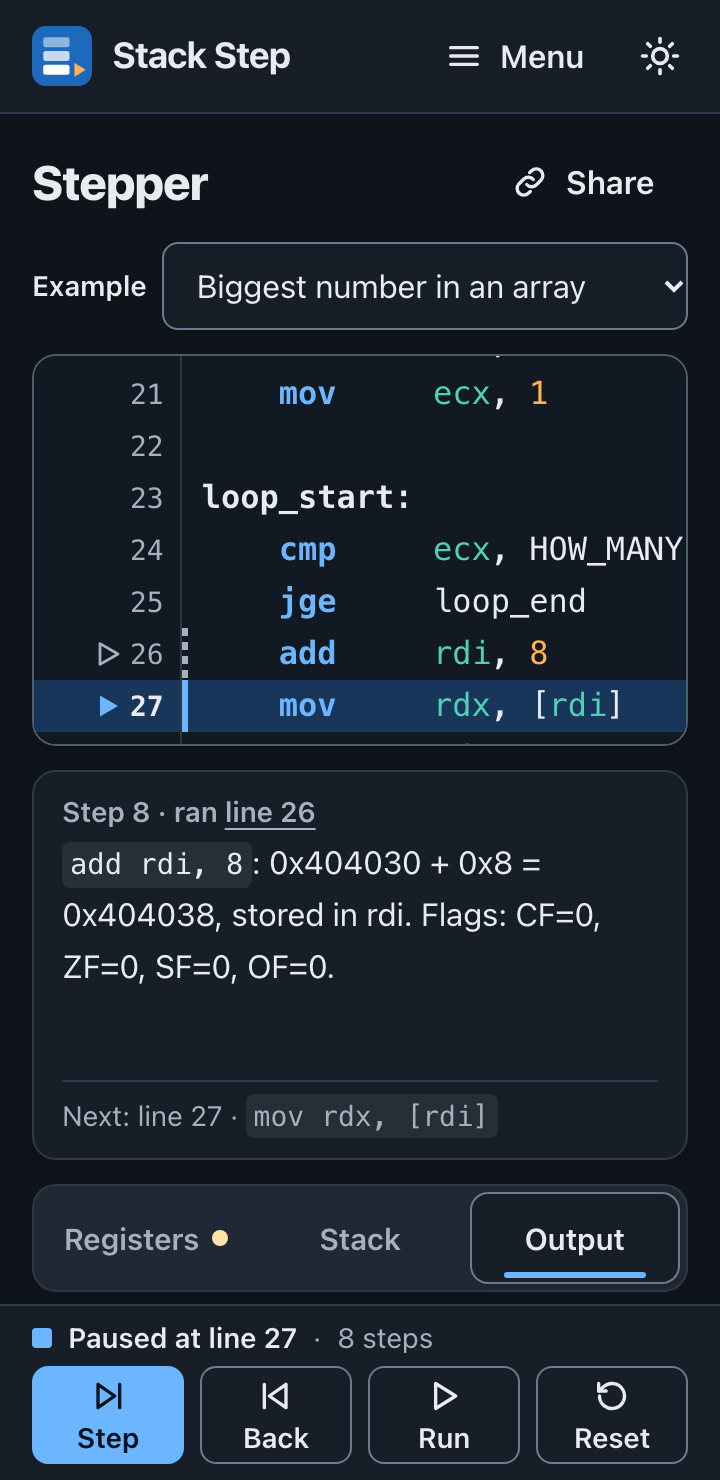 Stack Step
Menu
Stepper
Share
Example
Biggest number in an array
21 mov ecx, 1
22
23 loop_start:
24 cmp ecx, HOW_MANY
25 jge loop_end
26 add rdi, 8
27 mov rdx, [rdi]
Step 8 · ran line 26
add rdi, 8: 0x404030 + 0x8 =
0x404038, stored in rdi. Flags: CF=0,
ZF=0, SF=0, OF=0.
Next: line 27 · mov rdx, [rdi]
Registers
Stack
Output
Paused at line 27 · 8 steps
Step
Back
Run
Reset